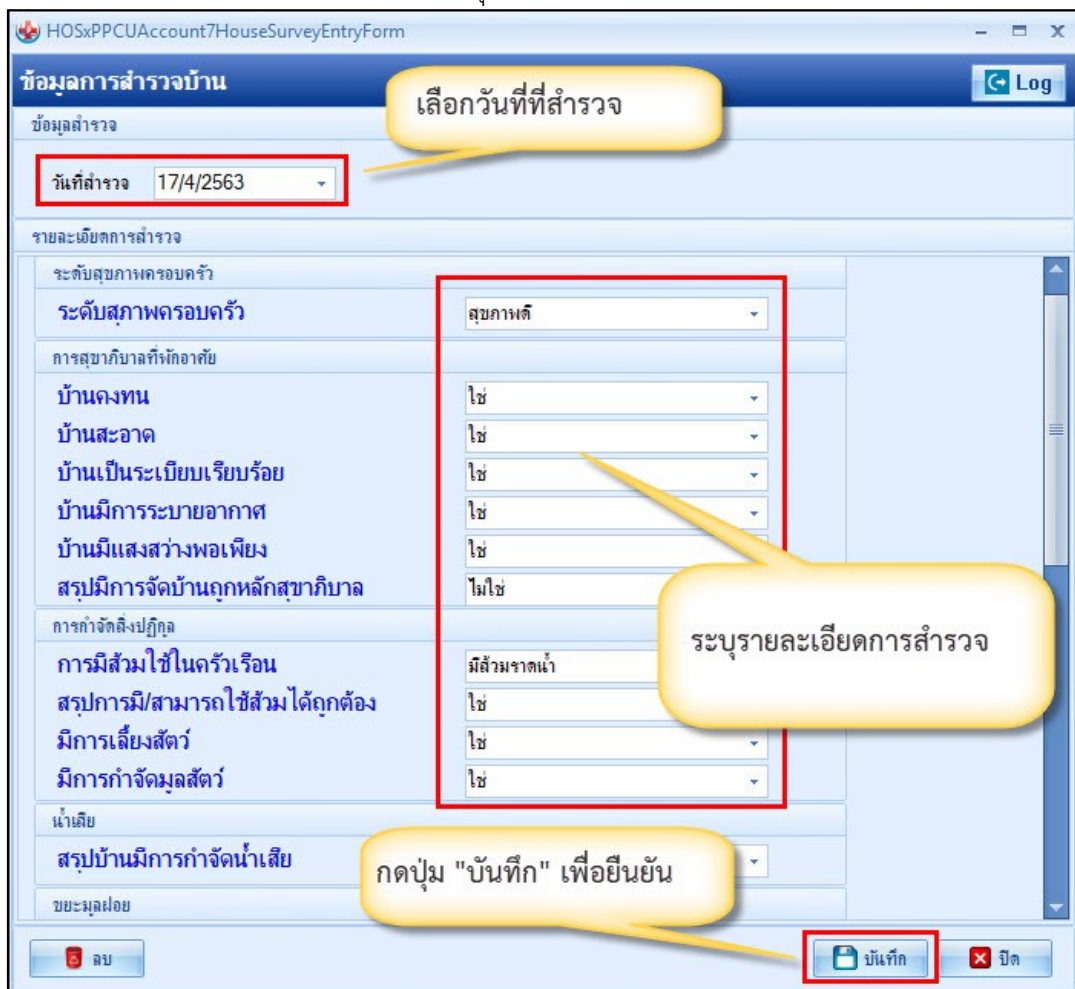 HOSxPPCUAccount7HouseSurveyEntryForm
ข้อมูลการสำรวจบ้าน
Log
เลือกวันที่ที่สำรวจ
ข้อมูลสำรวจ
วันที่สำรวจ 17/4/2563
รายละเอียดการสำรวจ
ระดับสุขภาพครอบครัว
ระดับสุภาพครอบครัว สุขภาพดี
การสุขาภิบาลที่พักอาศัย
บ้านคงทน ใช่
บ้านสะอาด ใช่
บ้านเป็นระเบียบเรียบร้อย ใช่
บ้านมีการระบายอากาศ ใช่
บ้านมีแสงสว่างพอเพียง ใช่
สรุปมีการจัดบ้านถูกหลักสุขาภิบาล ไม่ใช่
การกำจัดสิ่งปฏิกูล
ระบุรายละเอียดการสำรวจ
การมีส้วมใช้ในครัวเรือน มีส้วมราดน้ำ
สรุปการมี/สามารถใช้ส้วมได้ถูกต้อง ใช่
มีการเลี้ยงสัตว์ ใช่
มีการกำจัดมูลสัตว์ ใช่
น้ำเสีย
สรุปบ้านมีการกำจัดน้ำเสีย
กดปุ่ม "บันทึก" เพื่อยืนยัน
ขยะมูลฝอย
ลบ บันทึก ปิด